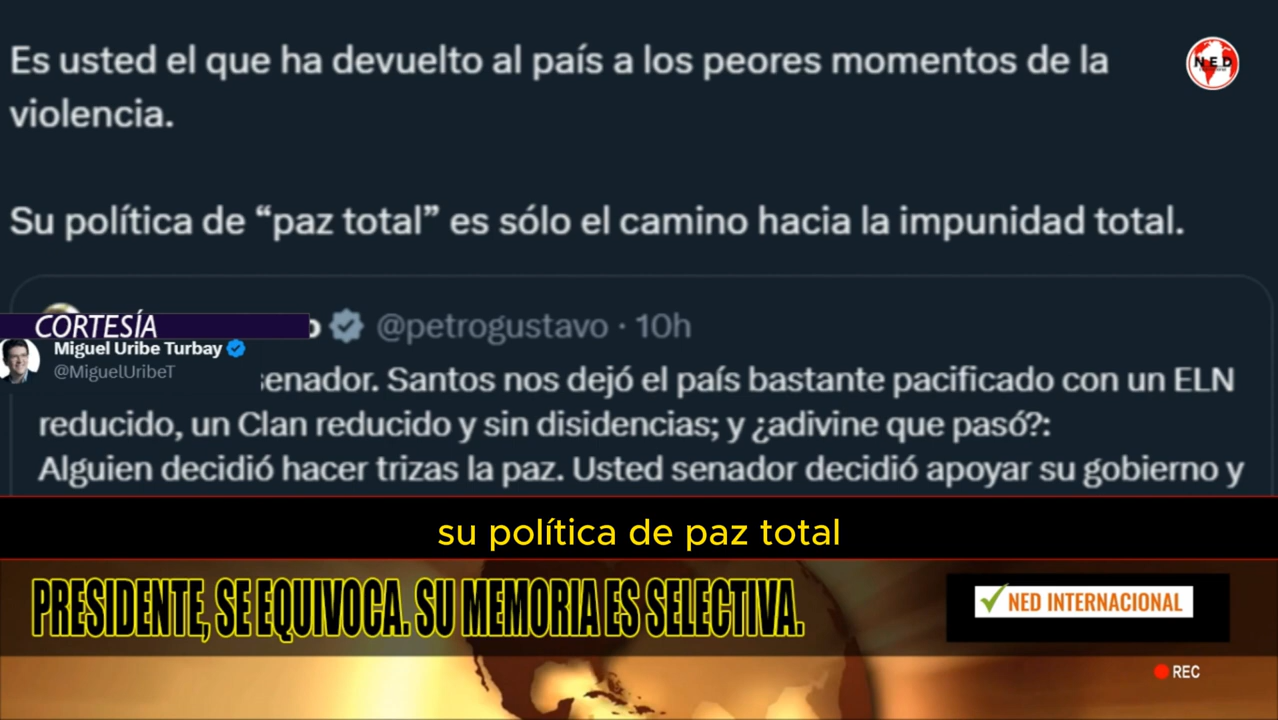 Es usted el que ha devuelto al país a los peores momentos de la
violencia.
NED
Su política de “paz total” es sólo el camino hacia la impunidad total.
CORTESÍA
@petrogustavo · 10h
Miguel Uribe Turbay
@MiguelUribeT
senador. Santos nos dejó el país bastante pacificado con un ELN
reducido, un Clan reducido y sin disidencias; y ¿adivine que pasó?:
Alguien decidió hacer trizas la paz. Usted senador decidió apoyar su gobierno y
su política de paz total
PRESIDENTE, SE EQUIVOCA. SU MEMORIA ES SELECTIVA.
NED INTERNACIONAL
REC